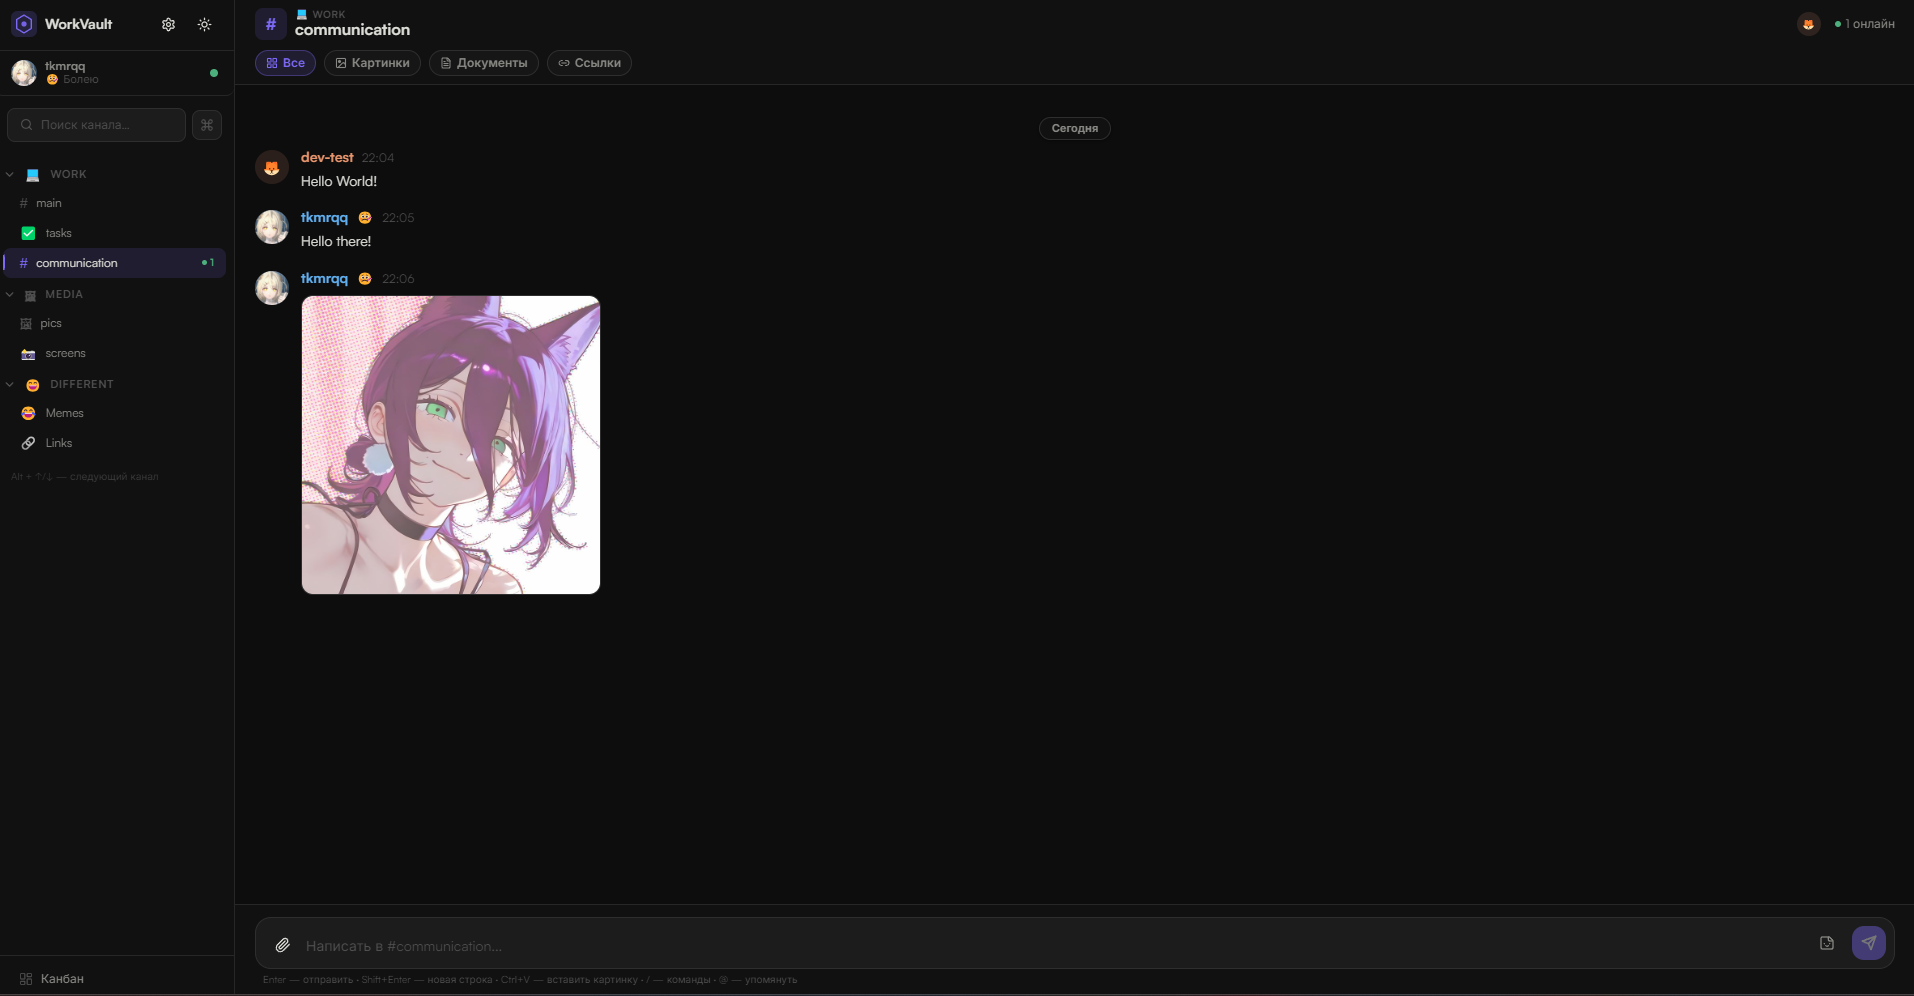 WorkVault
tkmrqq
Болею
Поиск канала...
WORK
# main
tasks
# communication
1
MEDIA
pics
screens
DIFFERENT
Memes
Links
Alt + ↑/↓ — следующий канал
Канбан
#
WORK
communication
1 онлайн
Все
Картинки
Документы
Ссылки
Сегодня
dev-test 22:04
Hello World!
tkmrqq 22:05
Hello there!
tkmrqq 22:06
Написать в #communication...
Enter — отправить · Shift+Enter — новая строка · Ctrl+V — вставить картинку · / — команды · @ — упомянуть